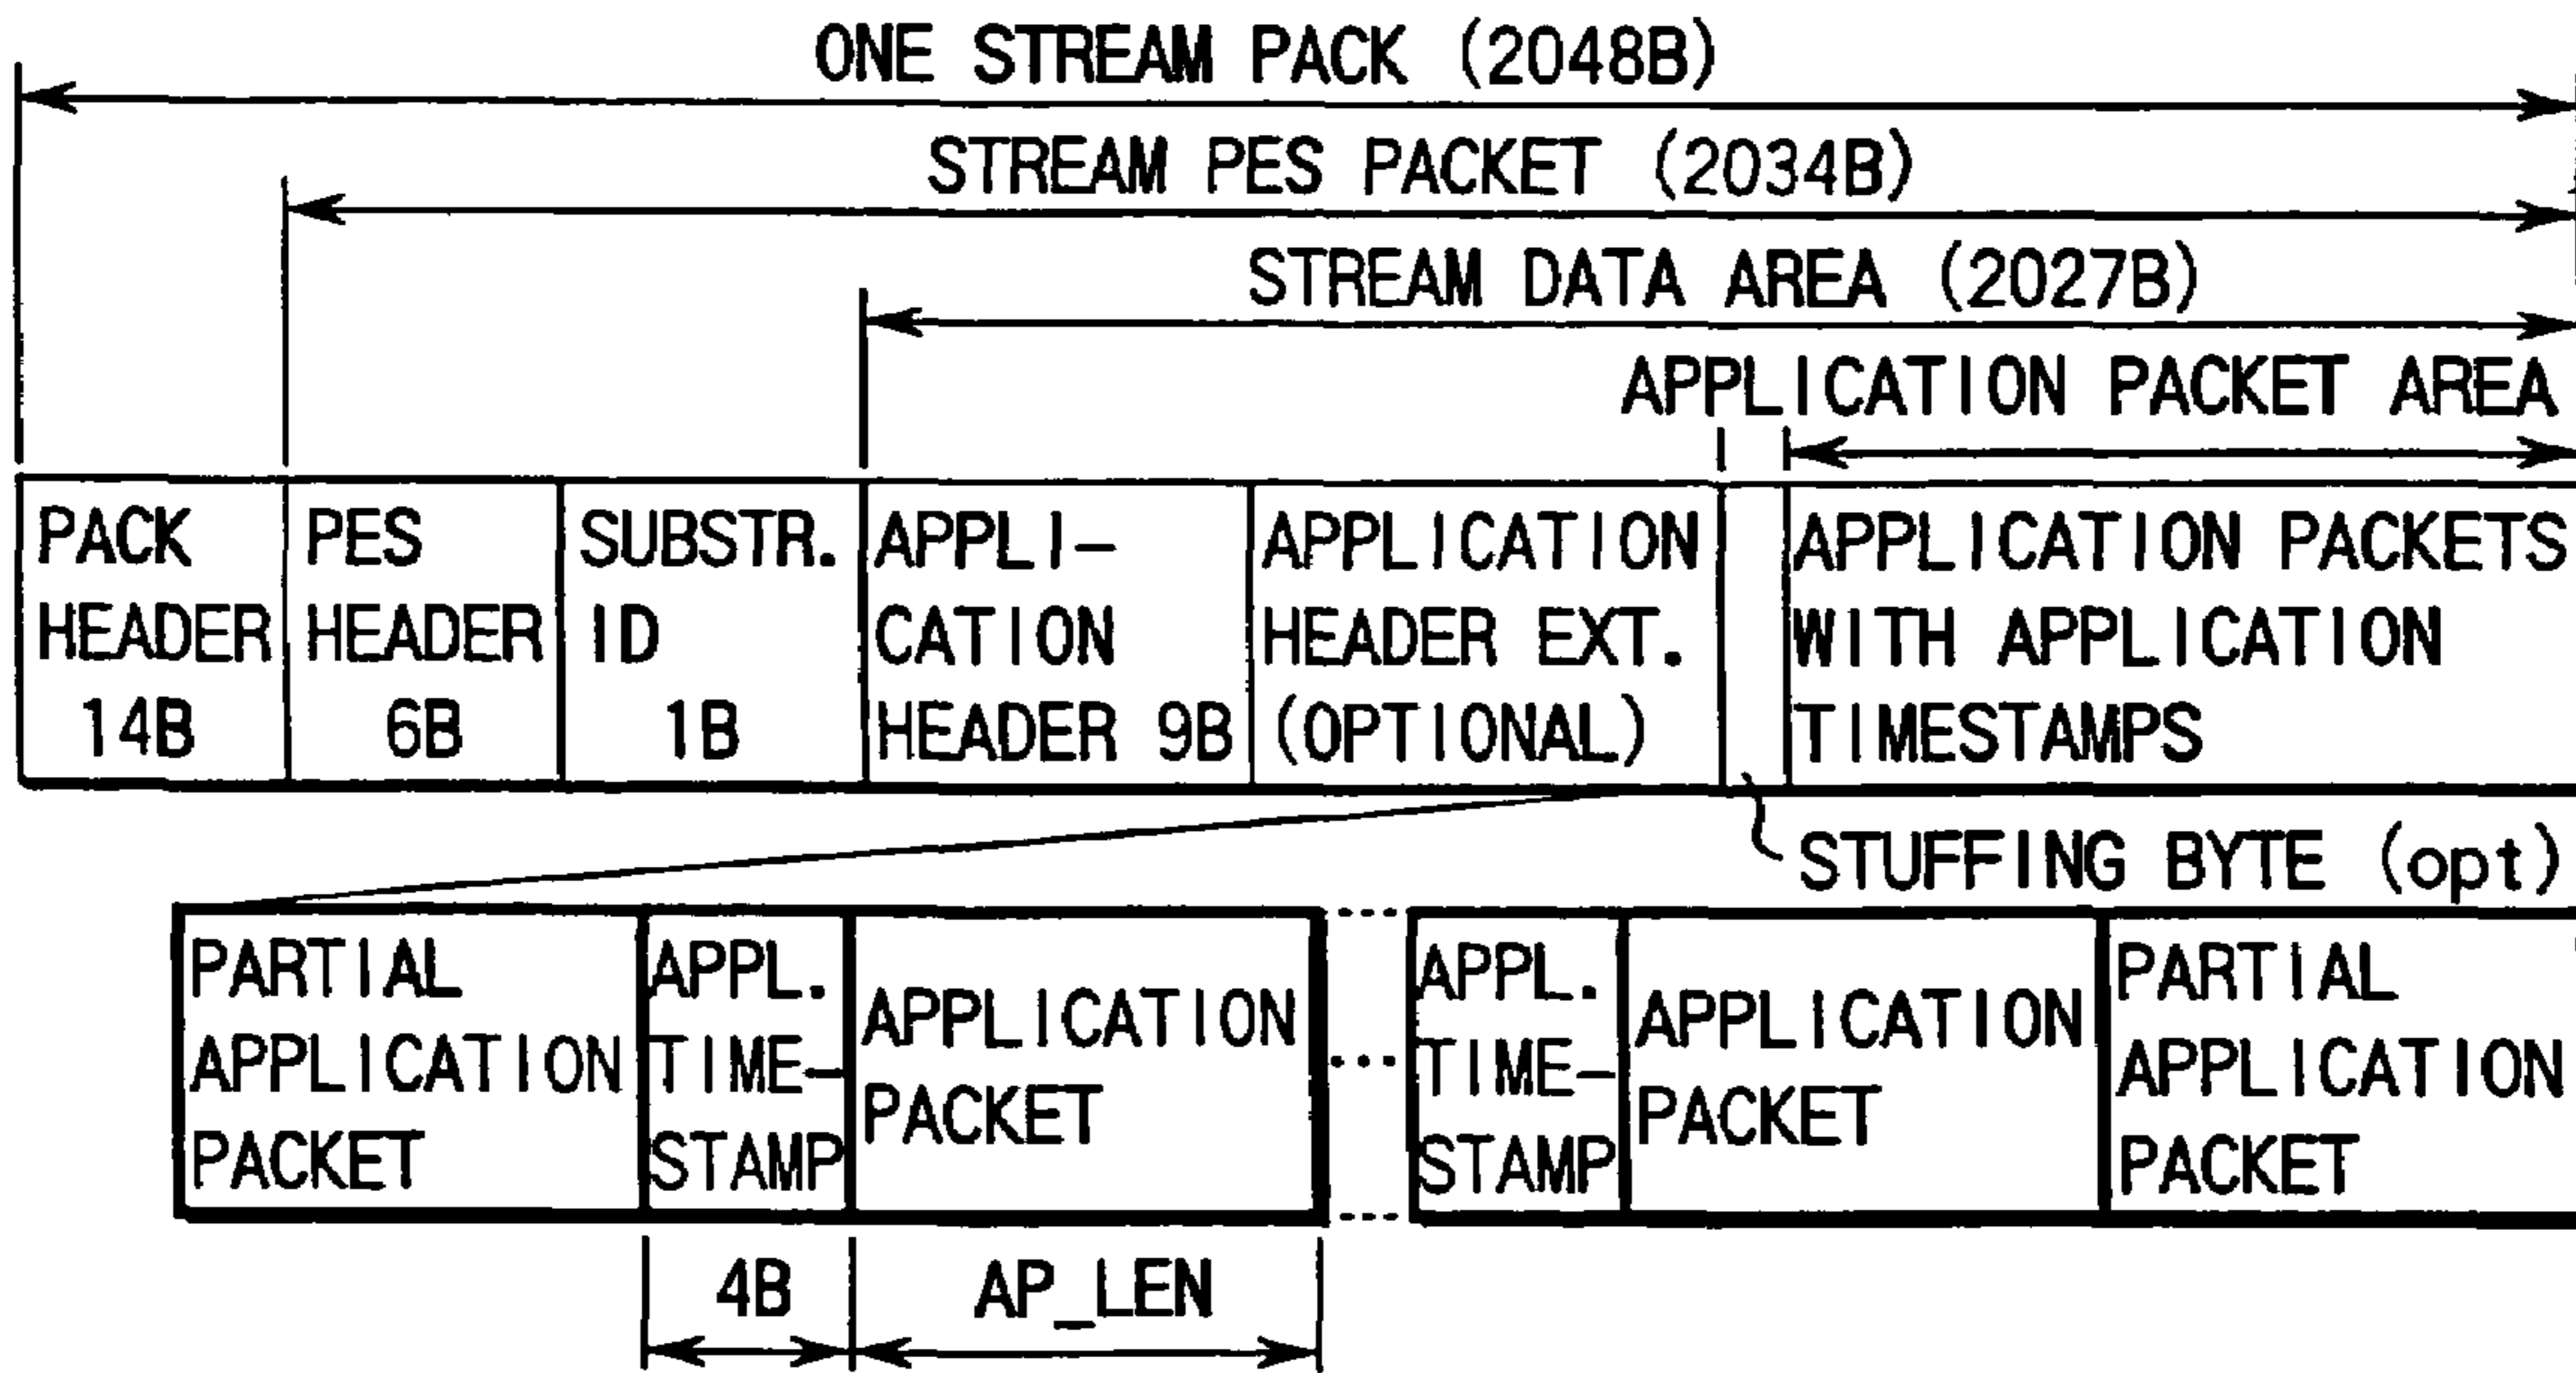 ONE STREAM PACK (2048B)
STREAM PES PACKET (2034B)
STREAM DATA AREA (2027B)
APPLICATION PACKET AREA
PACK
HEADER
14B
PES
HEADER
6B
SUBSTR.
ID
1B
APPLI-
CATION
HEADER 9B
APPLICATION
HEADER EXT.
(OPTIONAL)
APPLICATION PACKETS
WITH APPLICATION
TIMESTAMPS
STUFFING BYTE (opt)
PARTIAL
APPLICATION
PACKET
APPL.
TIME-
STAMP
APPLICATION
PACKET
...
APPL.
TIME-
STAMP
APPLICATION
PACKET
PARTIAL
APPLICATION
PACKET
4B
AP_LEN